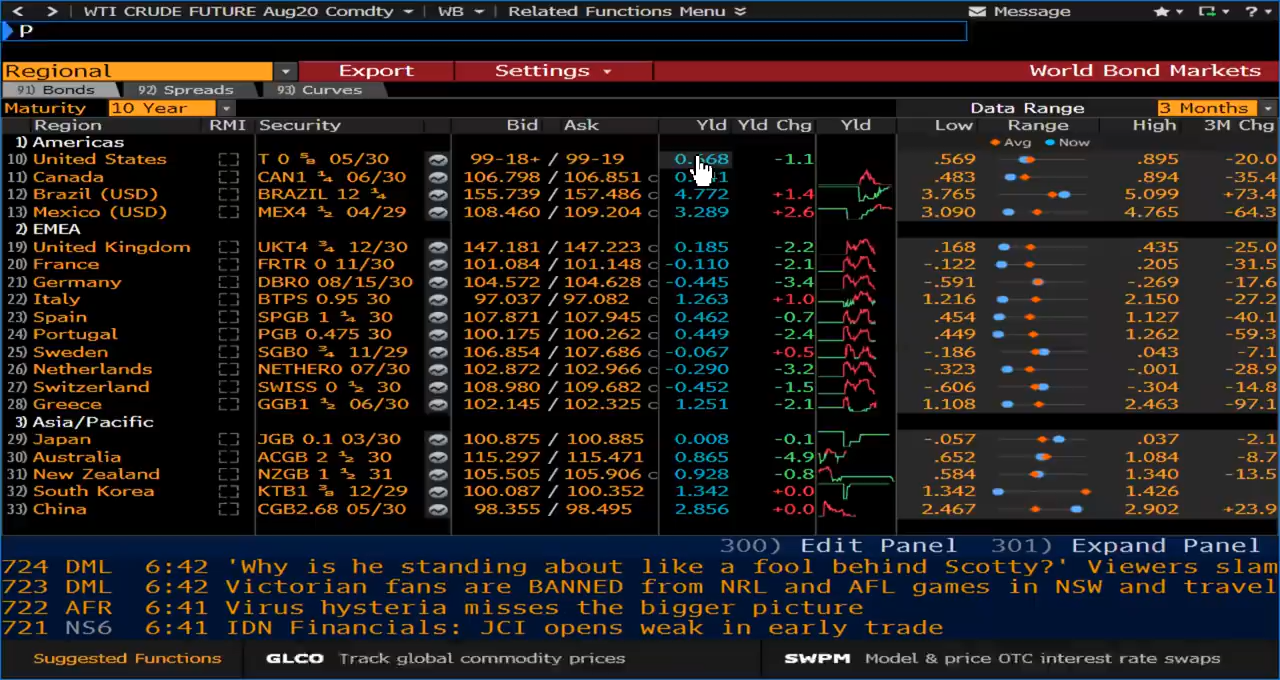 < > WTI CRUDE FUTURE Aug20 Comdty WB Related Functions Menu Message ?
P
Regional Export Settings World Bond Markets
91) Bonds 92) Spreads 93) Curves
Maturity 10 Year Data Range 3 Months
Region RMI Security Bid Ask Yld Yld Chg Yld Low Range High 3M Chg
1) Americas Avg Now
10) United States T 0 ⅝ 05/30 99-18+ / 99-19 -1.1 .569 .895 -20.0
11) Canada CAN1 ¼ 06/30 106.798 / 106.851 c .483 .894 -35.4
12) Brazil (USD) BRAZIL 12 ¼ 155.739 / 157.486 c 4.772 +1.4 3.765 5.099 +73.4
13) Mexico (USD) MEX4 ½ 04/29 108.460 / 109.204 c 3.289 +2.6 3.090 4.765 -64.3
2) EMEA
19) United Kingdom UKT4 ¾ 12/30 147.181 / 147.223 c 0.185 -2.2 .168 .435 -25.0
20) France FRTR 0 11/30 101.084 / 101.148 c -0.110 -2.1 -.122 .205 -31.5
21) Germany DBR0 08/15/30 104.572 / 104.628 c -0.445 -3.4 -.591 -.269 -17.6
22) Italy BTPS 0.95 30 97.037 / 97.082 c 1.263 +1.0 1.216 2.150 -27.2
23) Spain SPGB 1 ¼ 30 107.871 / 107.945 c 0.462 -0.7 .454 1.127 -40.1
24) Portugal PGB 0.475 30 100.175 / 100.262 c 0.449 -2.4 .449 1.262 -59.3
25) Sweden SGB0 ¾ 11/29 106.854 / 107.686 c -0.067 +0.5 -.186 .043 -7.1
26) Netherlands NETHER0 07/30 102.872 / 102.966 c -0.290 -3.2 -.323 -.001 -28.9
27) Switzerland SWISS 0 ½ 30 108.980 / 109.682 c -0.452 -1.5 -.606 -.304 -14.8
28) Greece GGB1 ½ 06/30 102.145 / 102.325 c 1.251 -2.1 1.108 2.463 -97.1
3) Asia/Pacific
29) Japan JGB 0.1 03/30 100.875 / 100.885 0.008 -0.1 -.057 .037 -2.1
30) Australia ACGB 2 ½ 30 115.297 / 115.471 0.865 -4.9 .652 1.084 -8.7
31) New Zealand NZGB 1 ½ 31 105.505 / 105.906 c 0.928 -0.8 .584 1.340 -13.5
32) South Korea KTB1 ⅜ 12/29 100.087 / 100.352 1.342 +0.0 1.342 1.426
33) China CGB2.68 05/30 98.355 / 98.495 2.856 +0.0 2.467 2.902 +23.9
300) Edit Panel 301) Expand Panel
724 DML 6:42 'Why is he standing about like a fool behind Scotty?' Viewers slam
723 DML 6:42 Victorian fans are BANNED from NRL and AFL games in NSW and travel
722 AFR 6:41 Virus hysteria misses the bigger picture
721 NS6 6:41 IDN Financials: JCI opens weak in early trade
Suggested Functions GLCO Track global commodity prices SWPM Model & price OTC interest rate swaps